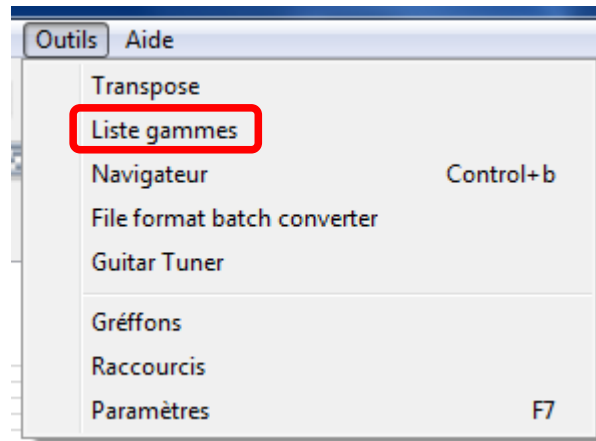 Outils Aide
Transpose
Liste gammes
Navigateur Control+b
File format batch converter
Guitar Tuner
Gréffons
Raccourcis
Paramètres F7